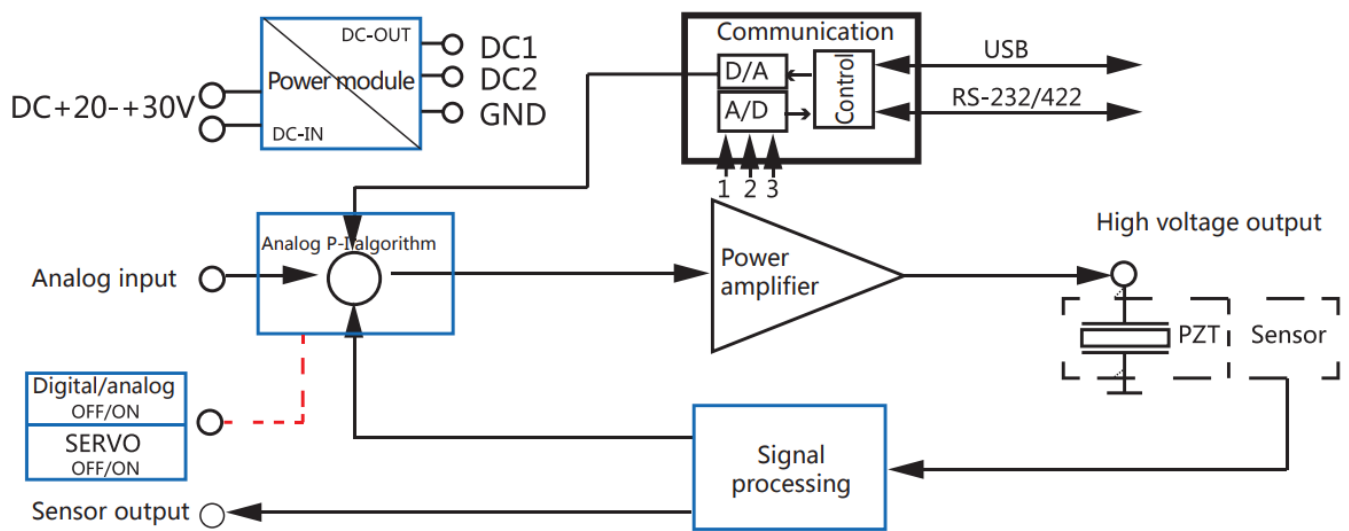 DC-OUT
Power module
DC-IN
DC+20-+30V
DC1
DC2
GND
Communication
D/A
A/D
Control
USB
RS-232/422
1 2 3
Analog P-I algorithm
Analog input
Power
amplifier
High voltage output
PZT
Sensor
Digital/analog
OFF/ON
SERVO
OFF/ON
Signal
processing
Sensor output